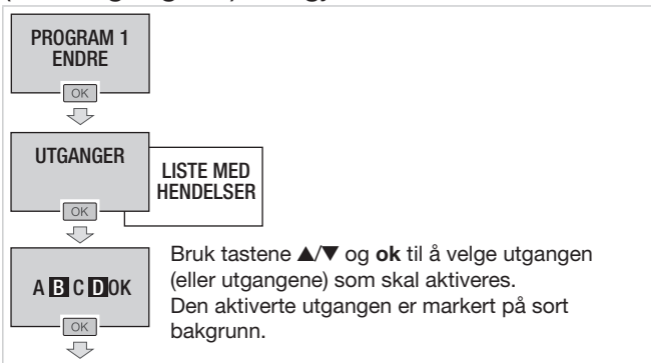 PROGRAM 1
ENDRE
OK
UTGANGER
LISTE MED
HENDELSER
OK
A B C D OK
OK
Bruk tastene ▲/▼ og ok til å velge utgangen
(eller utgangene) som skal aktiveres.
Den aktiverte utgangen er markert på sort
bakgrunn.